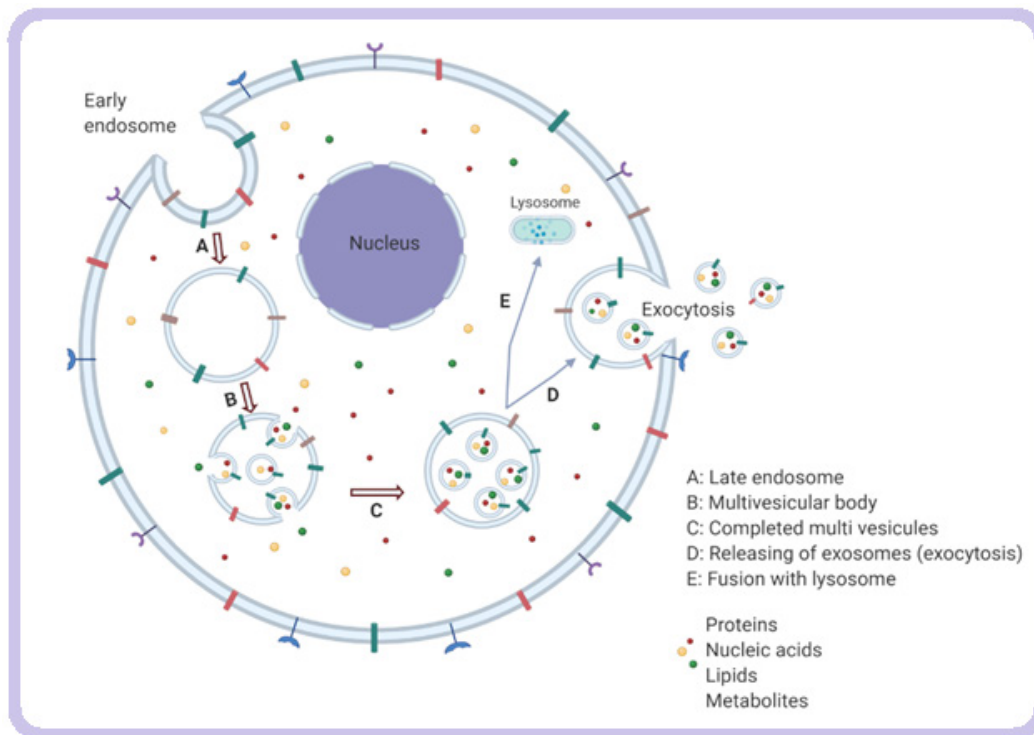 Early
endosome
A
Lysosome
Nucleus
E
Exocytosis
B
D
C
A: Late endosome
B: Multivesicular body
C: Completed multi vesicules
D: Releasing of exosomes (exocytosis)
E: Fusion with lysosome
Proteins
Nucleic acids
Lipids
Metabolites